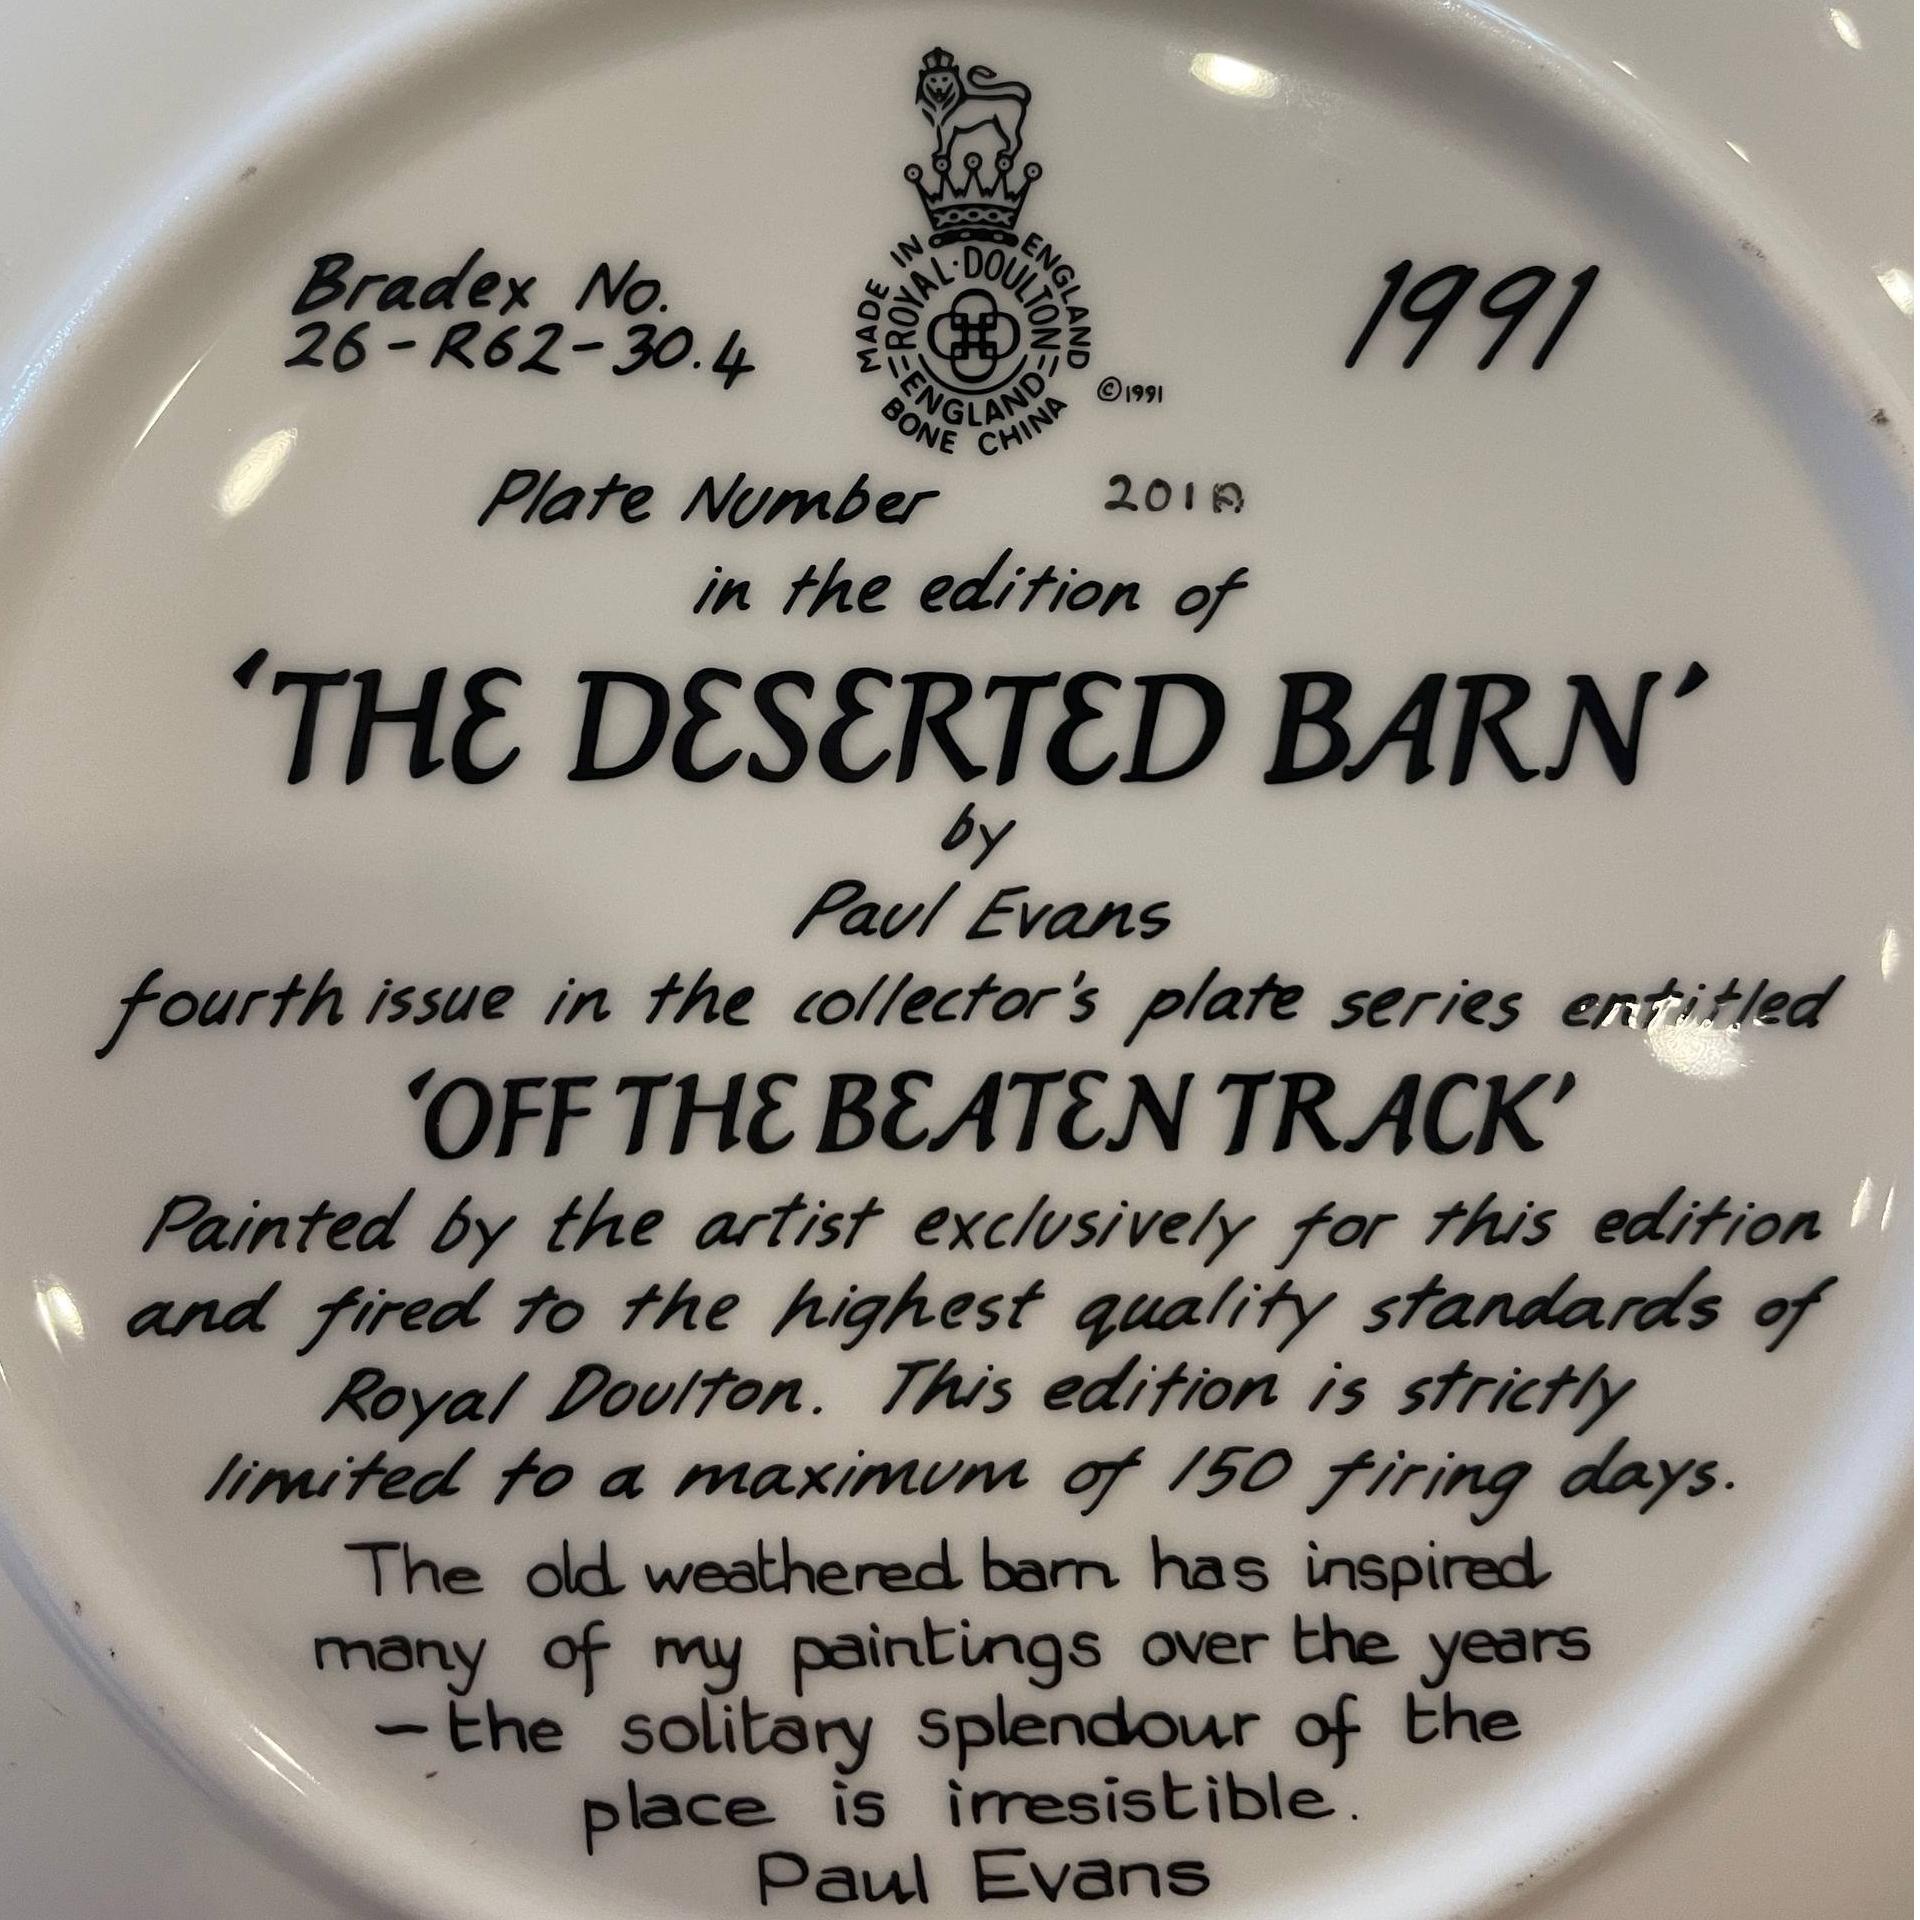 MADE IN ENGLAND
ROYAL·DOULTON
ENGLAND
BONE CHINA
©1991
Bradex No.
26-R62-30.4
1991
Plate Number
in the edition of
‘THE DESERTED BARN’
by
Paul Evans
fourth issue in the collector's plate series entitled
‘OFF THE BEATEN TRACK’
Painted by the artist exclusively for this edition
and fired to the highest quality standards of
Royal Doulton. This edition is strictly
limited to a maximum of 150 firing days.
The old weathered barn has inspired
many of my paintings over the years
– the solitary splendour of the
place is irresistible.
Paul Evans